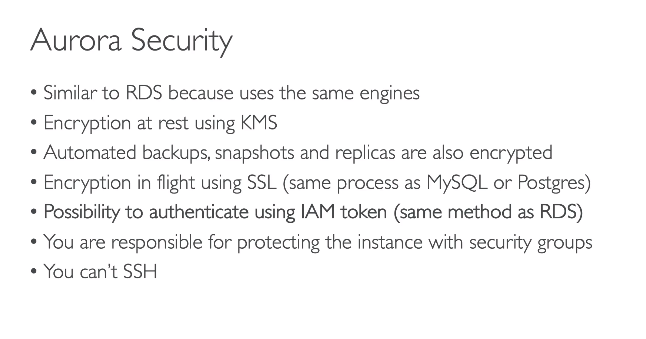 Aurora Security
• Similar to RDS because uses the same engines
• Encryption at rest using KMS
• Automated backups, snapshots and replicas are also encrypted
• Encryption in flight using SSL (same process as MySQL or Postgres)
• Possibility to authenticate using IAM token (same method as RDS)
• You are responsible for protecting the instance with security groups
• You can't SSH